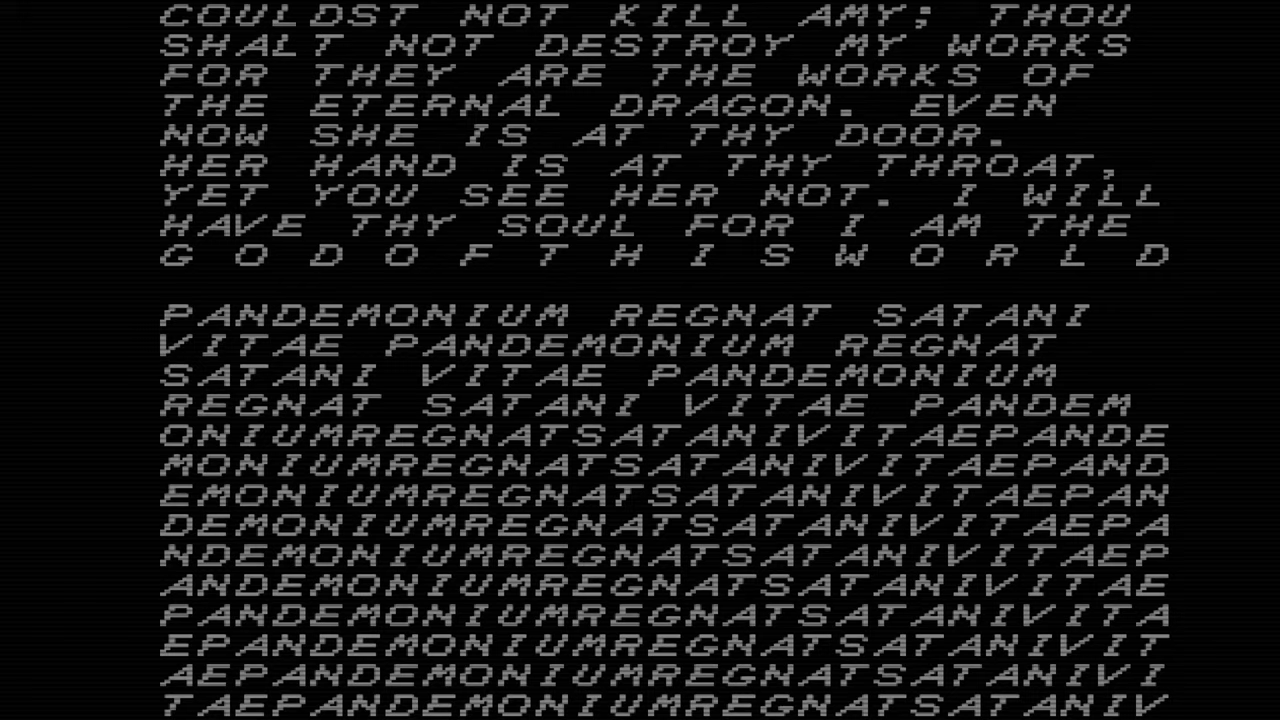 COULDST NOT KILL AMY; THOU
SHALT NOT DESTROY MY WORKS
FOR THEY ARE THE WORKS OF
THE ETERNAL DRAGON. EVEN
NOW SHE IS AT THY DOOR.
HER HAND IS AT THY THROAT,
YET YOU SEE HER NOT. I WILL
HAVE THY SOUL FOR I AM THE
G O D O F T H I S W O R L D
PANDEMONIUM REGNAT SATANI
VITAE PANDEMONIUM REGNAT
SATANI VITAE PANDEMONIUM
REGNAT SATANI VITAE PANDEM
ONIUMREGNATSATANIVITAEPANDE
MONIUMREGNATSATANIVITAEPAND
EMONIUMREGNATSATANIVITAEPAN
DEMONIUMREGNATSATANIVITAEPA
NDEMONIUMREGNATSATANIVITAEP
ANDEMONIUMREGNATSATANIVITAE
PANDEMONIUMREGNATSATANIVITA
EPANDEMONIUMREGNATSATANIVIT
AEPANDEMONIUMREGNATSATANIVI
TAEPANDEMONIUMREGNATSATANIV